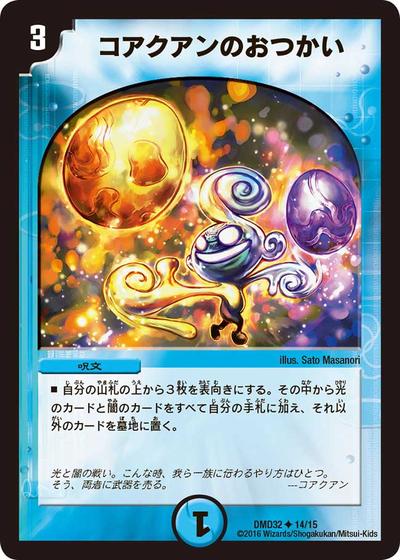 3
コアクアンのおつかい
illus. Sato Masanori
呪文
■ 自分の山札の上から３枚を表向きにする。その中から光
のカードと闇のカードをすべて自分の手札に加え、それ以
外のカードを墓地に置く。
光と闇の戦い。こんな時、我ら一族に伝わるやり方はひとつ。
そう、両者に武器を売る。 ---コアクアン
DMD32 ◆ 14/15
©2016 Wizards/Shogakukan/Mitsui-Kids